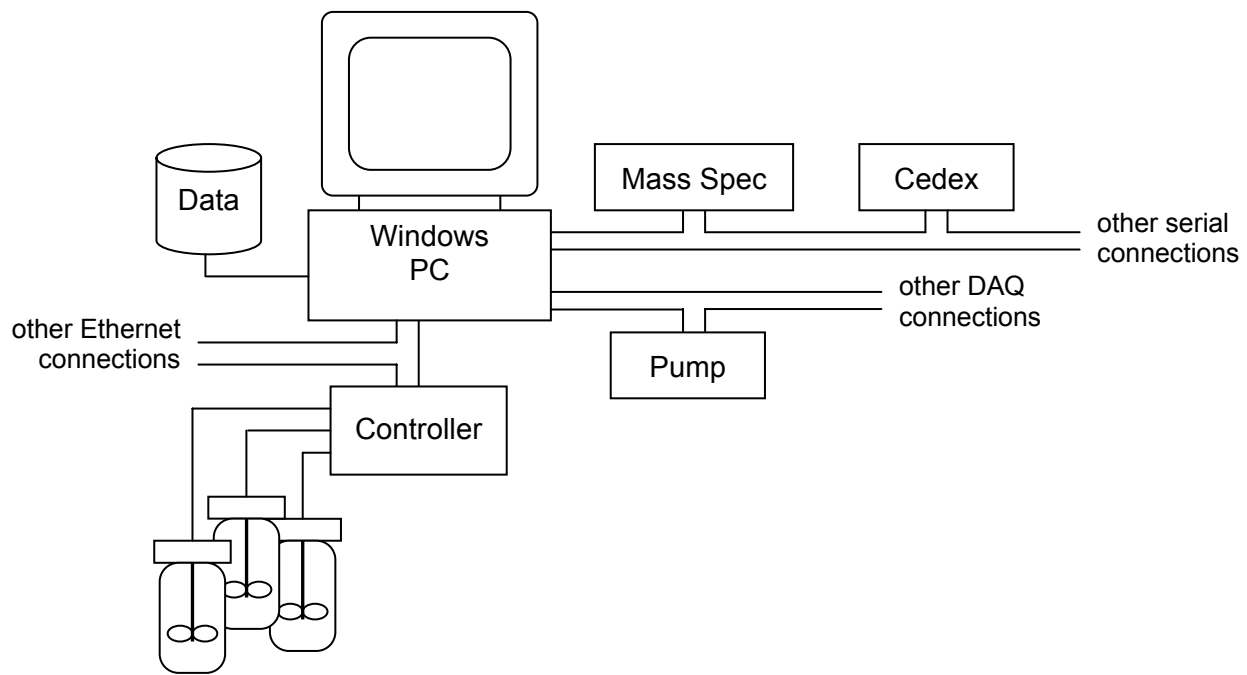 Data
Windows
PC
Mass Spec
Cedex
other serial
connections
other DAQ
connections
other Ethernet
connections
Pump
Controller